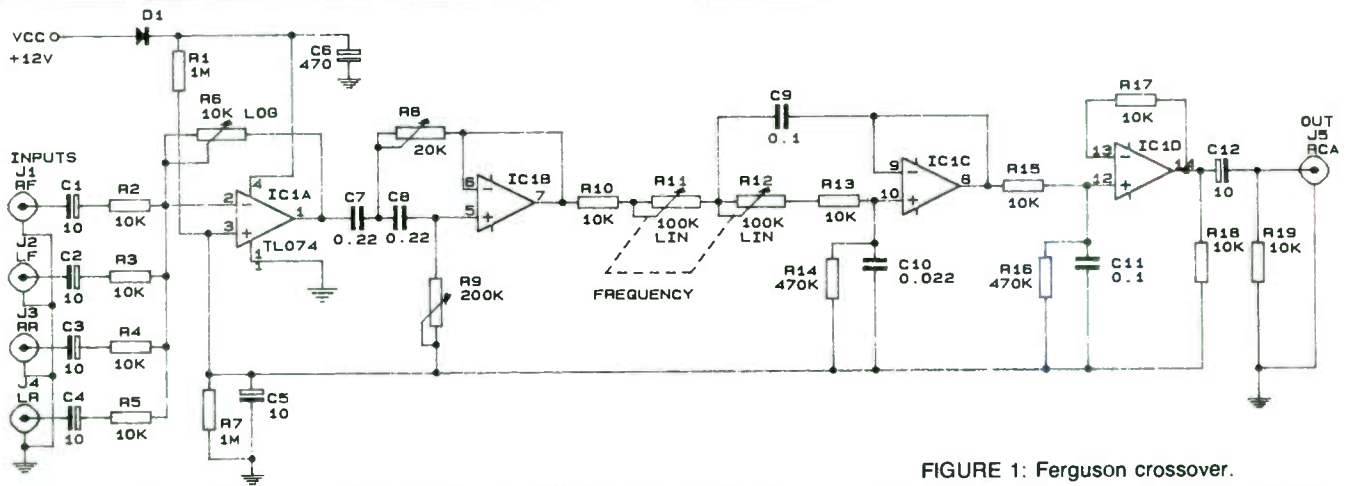 VCC
+12V
D1
R1
1M
C6
470
R6
10K LOG
INPUTS
J1
RF
C1
10
R2
10K
J2
LF
C2
10
R3
10K
J3
RR
C3
10
R4
10K
J4
LR
C4
10
R5
10K
2
3
4
1
1
1
IC1A
TL074
R7
1M
C5
10
C7
0.22
C8
0.22
R8
20K
R9
200K
6
5
7
IC1B
R10
10K
R11
100K
LIN
R12
100K
LIN
FREQUENCY
R13
10K
C9
0.1
R14
470K
C10
0.022
9
10
8
IC1C
R15
10K
R16
470K
C11
0.1
R17
10K
13
12
14
IC1D
C12
10
R18
10K
R19
10K
OUT
J5
RCA
FIGURE 1: Ferguson crossover.